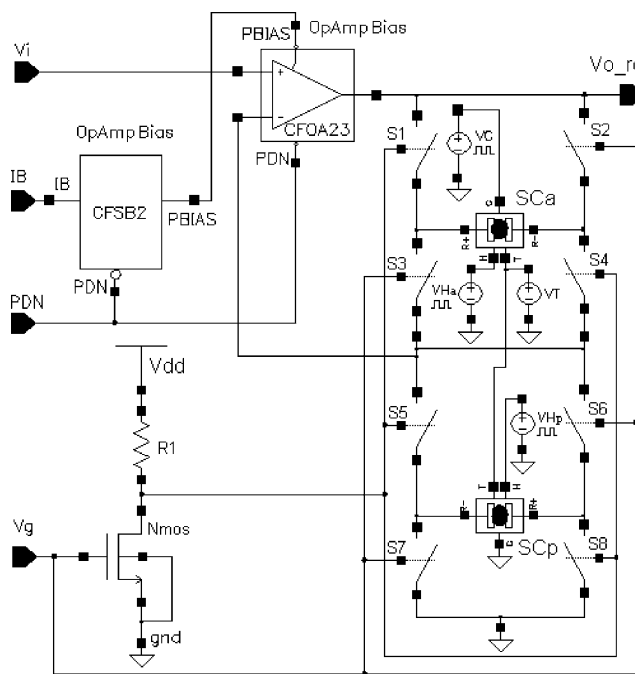 OpAmp Bias
PBIAS
Vi
Vo_re
+
-
CFOA23
S1
VC
S2
OpAmp Bias
PDN
IB
IB
CFSB2
PBIAS
C
SCa
R+
R-
H
T
S3
S4
PDN
PDN
VHa
VT
Vdd
R1
S5
VHp
S6
T
H
Vg
Nmos
R-
R+
C
SCp
S7
S8
gnd